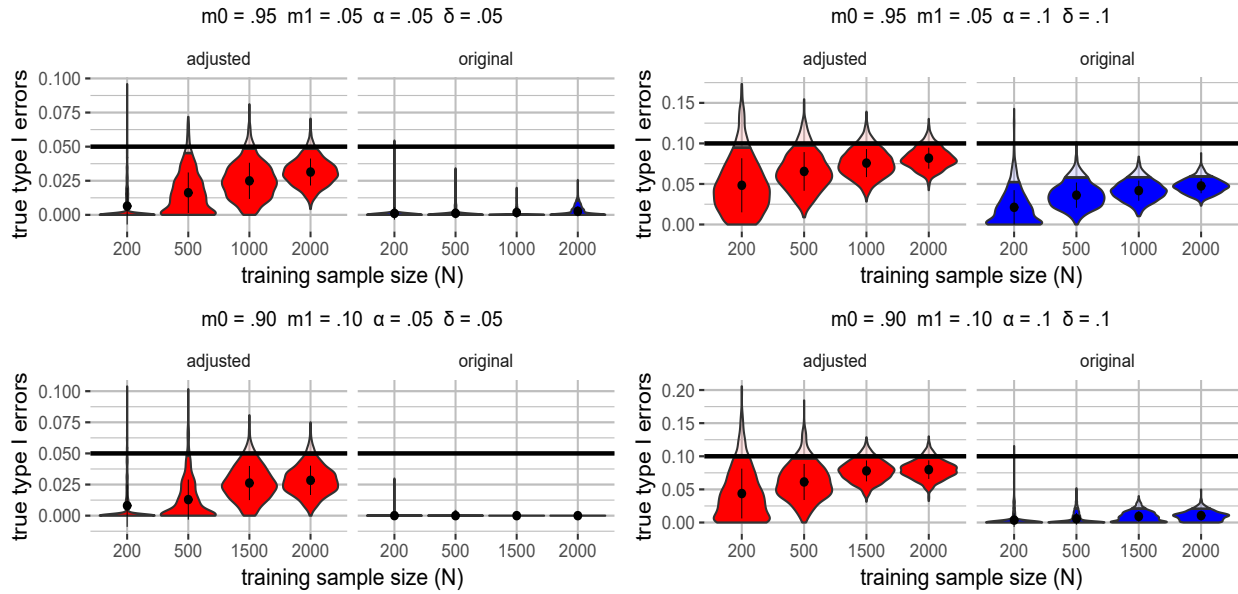 m0 = .95 m1 = .05 α = .05 δ = .05
adjusted
original
true type I errors
0.100
0.075
0.050
0.025
0.000
200 500 1000 2000
200 500 1000 2000
training sample size (N)
m0 = .90 m1 = .05 α = .1 δ = .1
adjusted
original
true type I errors
0.15
0.10
0.05
0.00
200 500 1000 2000
200 500 1000 2000
training sample size (N)
m0 = .90 m1 = .10 α = .05 δ = .05
adjusted
original
true type I errors
0.100
0.075
0.050
0.025
0.000
200 500 1500 2000
200 500 1500 2000
training sample size (N)
m0 = .90 m1 = .10 α = .1 δ = .1
adjusted
original
true type I errors
0.20
0.15
0.10
0.05
0.00
200 500 1500 2000
200 500 1500 2000
training sample size (N)